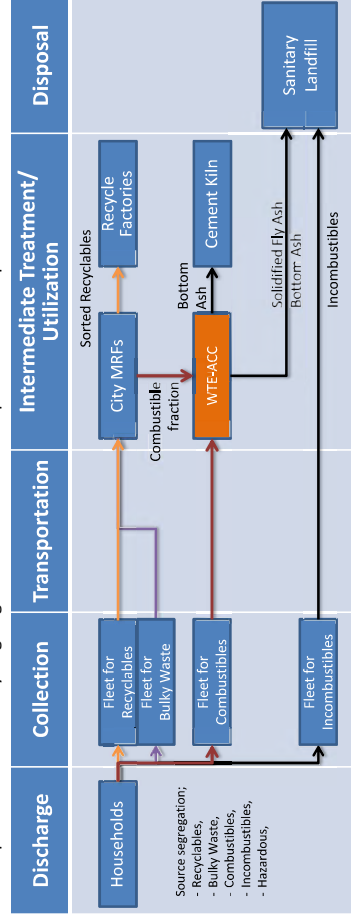 Discharge
Collection
Transportation
Intermediate Treatment/
Utilization
Disposal
Households
Source segregation;
- Recyclables,
- Bulky Waste,
- Combustibles,
- Incombustibles,
- Hazardous,
Fleet for
Recyclables
Fleet for
Bulky Waste
Fleet for
Combustibles
Fleet for
Incombustibles
City MRFs
Sorted Recyclables
Recycle
Factories
Combustible
fraction
WTE-ACC
Bottom
Ash
Cement Kiln
Solidified Fly Ash
Bottom Ash
Incombustibles
Sanitary
Landfill